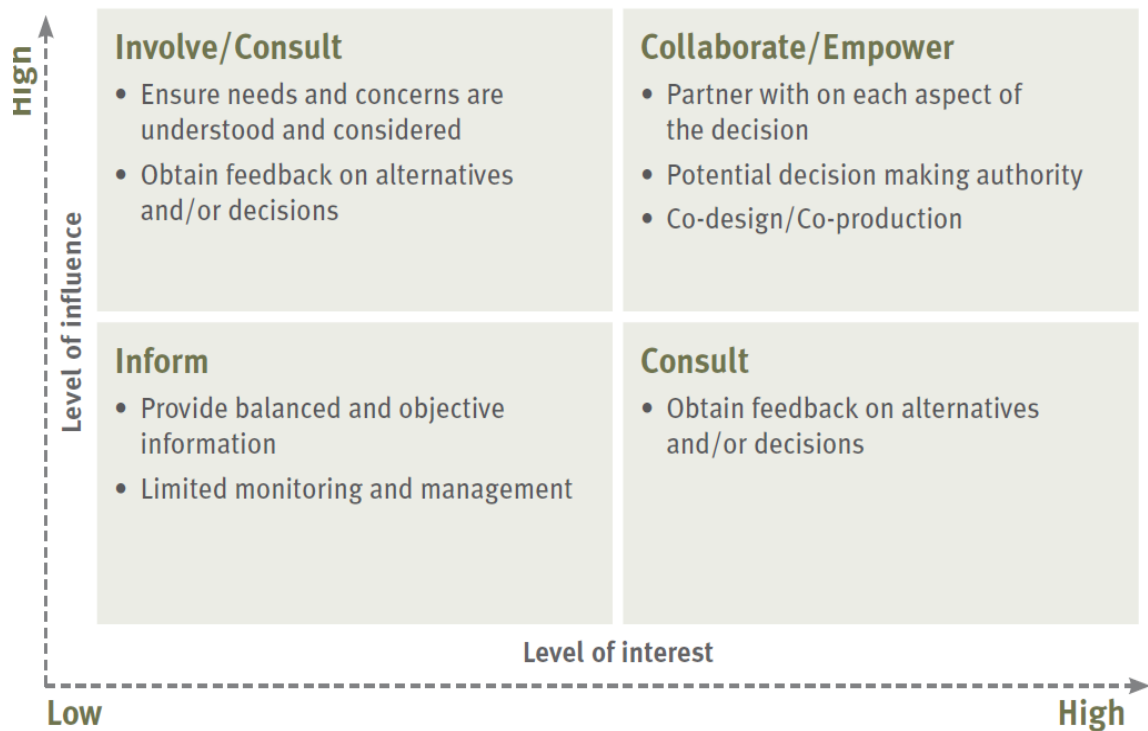 High
Involve/Consult
• Ensure needs and concerns are
understood and considered
• Obtain feedback on alternatives
and/or decisions
Collaborate/Empower
• Partner with on each aspect of
the decision
• Potential decision making authority
• Co-design/Co-production
Level of influence
Inform
• Provide balanced and objective
information
• Limited monitoring and management
Consult
• Obtain feedback on alternatives
and/or decisions
Level of interest
Low
High